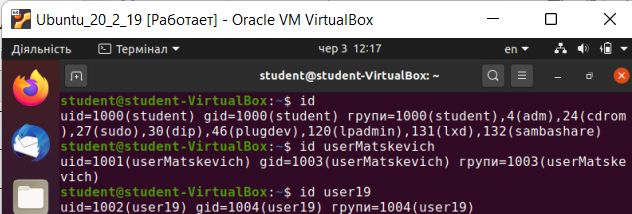 Ubuntu_20_2_19 [Работает] - Oracle VM VirtualBox
Діяльність Термінал чер 3 12:17 en
student@student-VirtualBox: ~
student@student-VirtualBox:~$ id
uid=1000(student) gid=1000(student) групи=1000(student),4(adm),24(cdrom
),27(sudo),30(dip),46(plugdev),120(lpadmin),131(lxd),132(sambashare)
student@student-VirtualBox:~$ id userMatskevich
uid=1001(userMatskevich) gid=1003(userMatskevich) групи=1003(userMatske
vich)
student@student-VirtualBox:~$ id user19
uid=1002(user19) gid=1004(user19) групи=1004(user19)